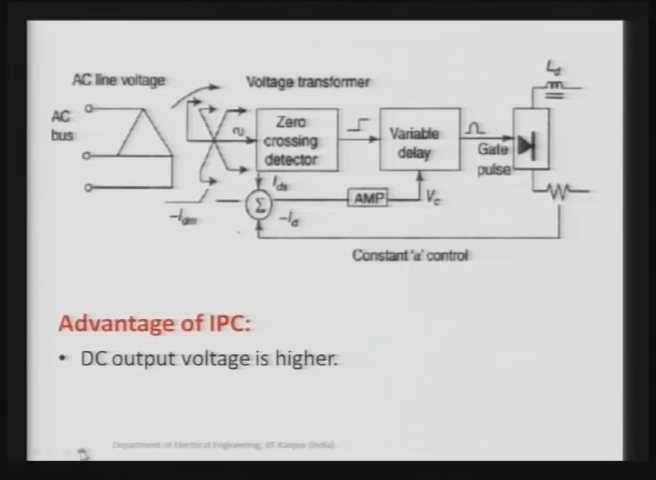 AC line voltage
Voltage transformer
L_d
AC
bus
Zero
crossing
detector
Variable
delay
Gate
pulse
I_ds
Σ
AMP
V_c
-I_dm
-I_d
Constant 'a' control
Advantage of IPC:
• DC output voltage is higher.
Department of Electrical Engineering, IIT Kanpur (India)